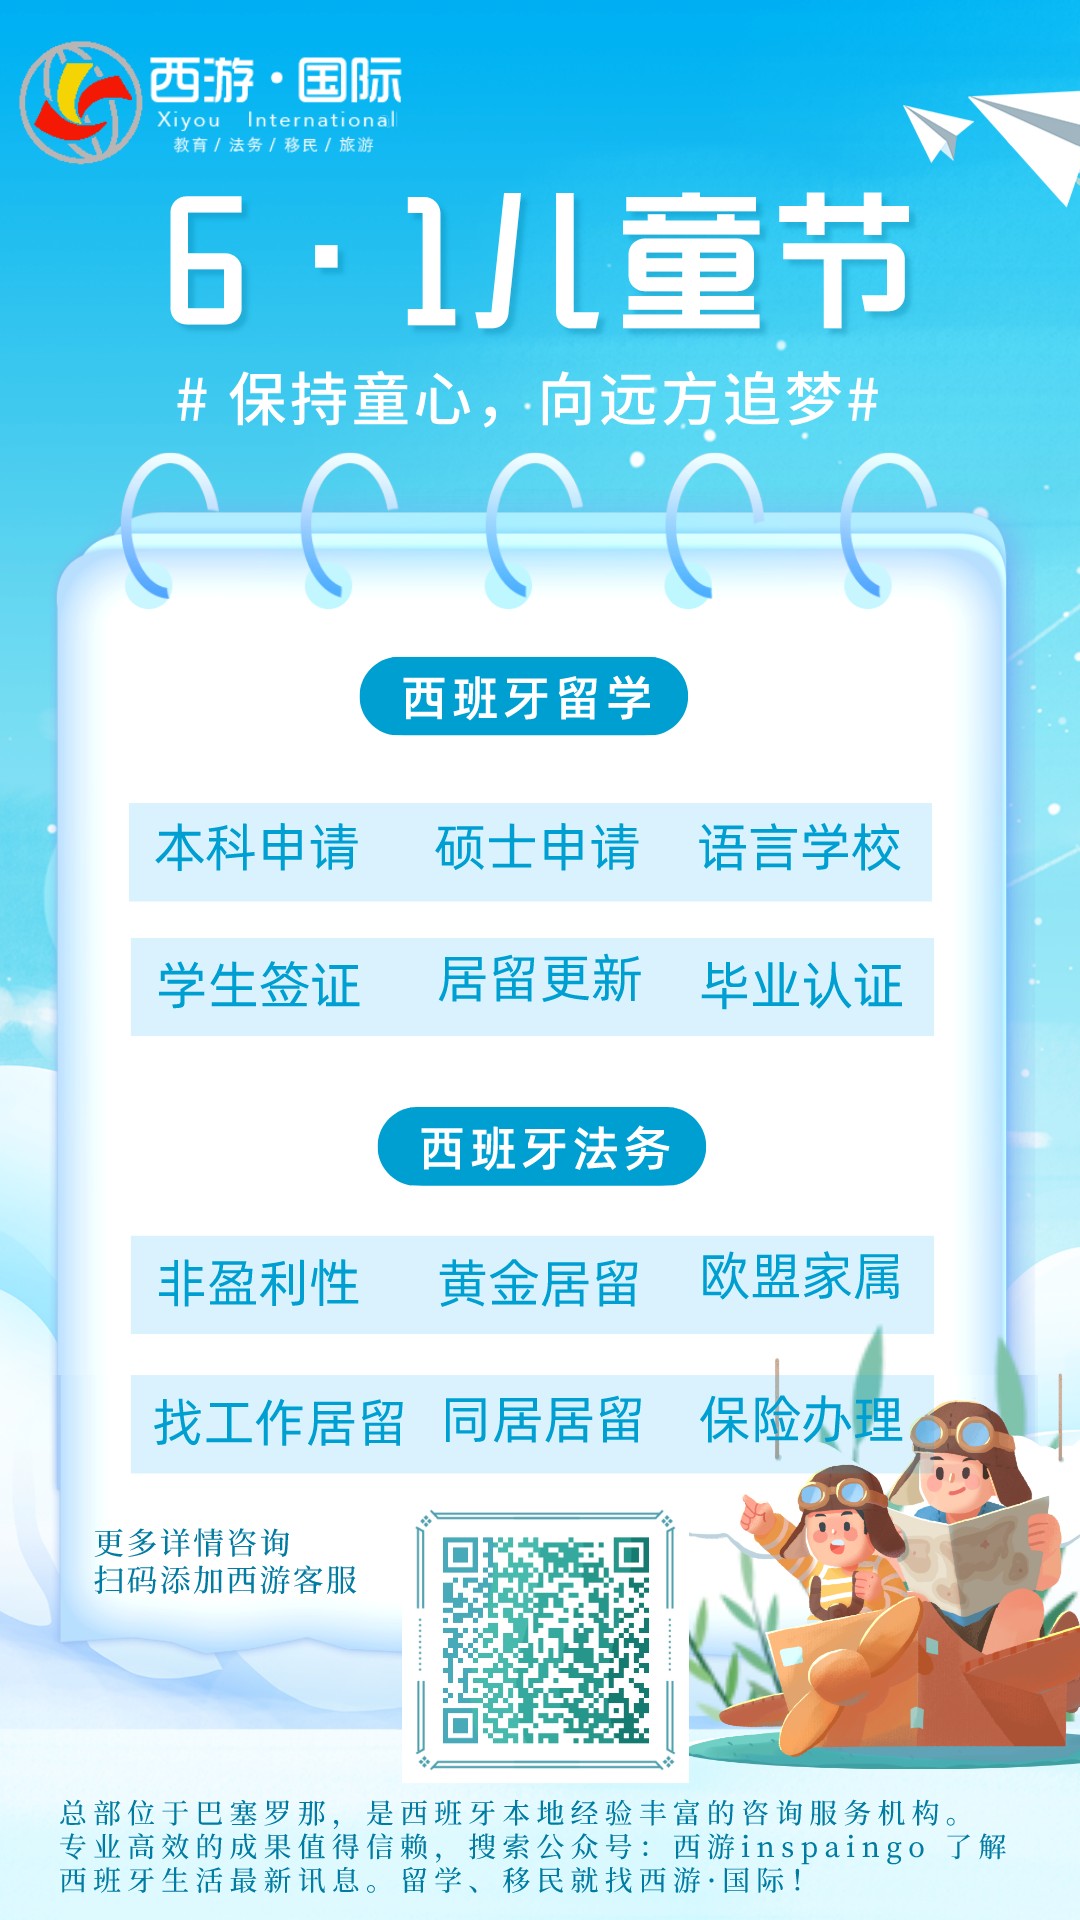 西游·国际
Xiyou International
教育 / 法务 / 移民 / 旅游
6·1儿童节
# 保持童心，向远方追梦#
西班牙留学
本科申请 硕士申请 语言学校
学生签证 居留更新 毕业认证
西班牙法务
非盈利性 黄金居留 欧盟家属
找工作居留 同居居留 保险办理
更多详情咨询
扫码添加西游客服
总部位于巴塞罗那，是西班牙本地经验丰富的咨询服务机构。
专业高效的成果值得信赖，搜索公众号：西游inspaingo 了解
西班牙生活最新讯息。留学、移民就找西游·国际！